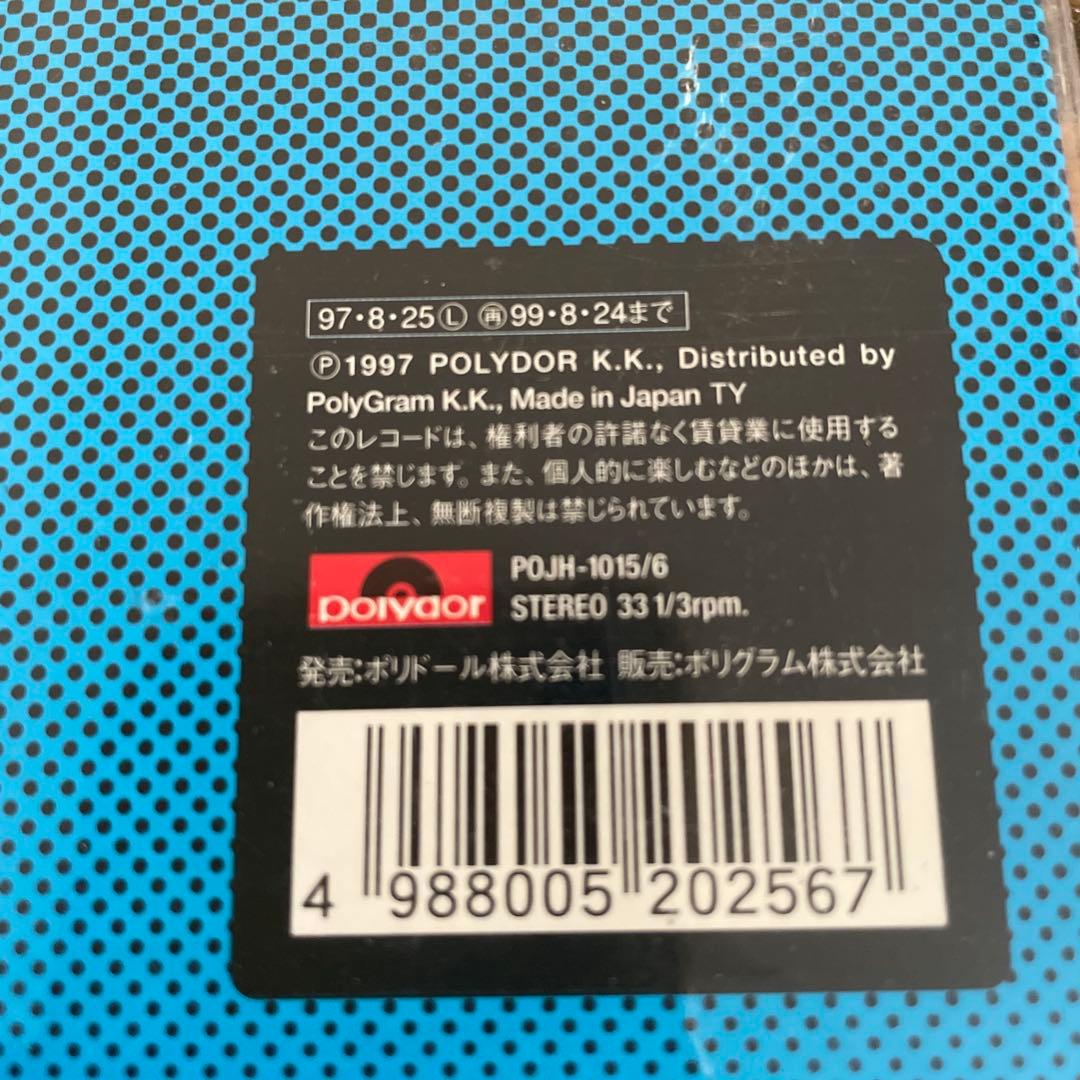 97・8・25Ⓛ ㊢99・8・24まで
Ⓟ1997 POLYDOR K.K., Distributed by
PolyGram K.K., Made in Japan TY
このレコードは、権利者の許諾なく賃貸業に使用する
ことを禁じます。また、個人的に楽しむなどのほかは、著
作権法上、無断複製は禁じられています。
polydor
POJH-1015/6
STEREO 33 1/3rpm.
発売:ポリドール株式会社 販売:ポリグラム株式会社
4 988005 202567